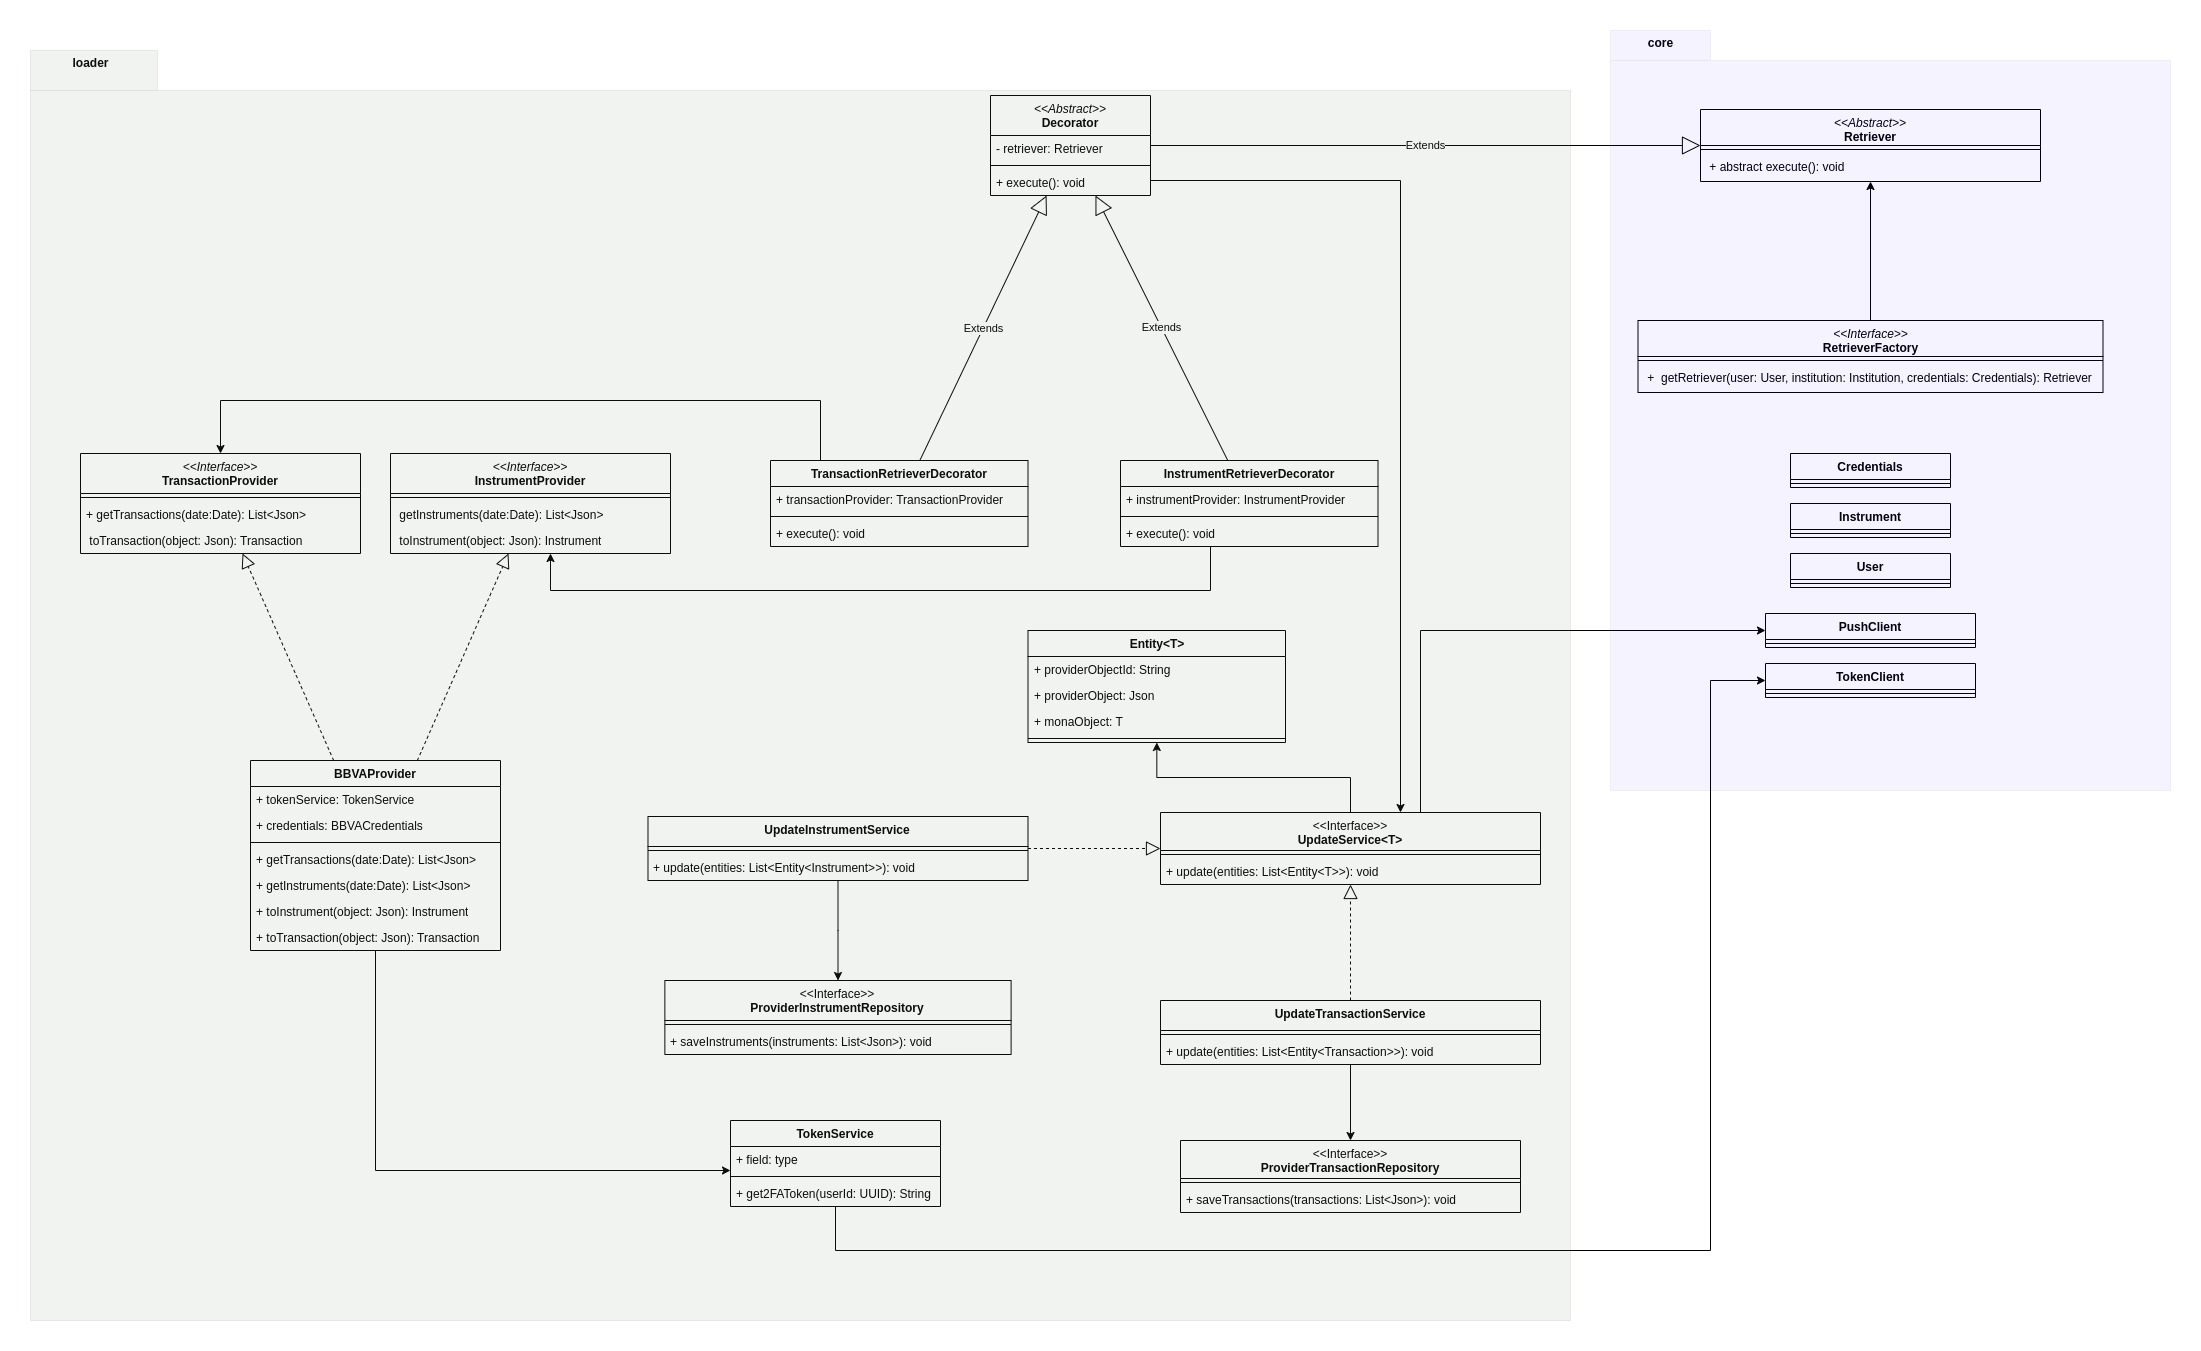 loader
core
<<Abstract>>
Decorator
- retriever: Retriever
+ execute(): void
Extends
<<Abstract>>
Retriever
+ abstract execute(): void
Extends
Extends
<<Interface>>
RetrieverFactory
+ getRetriever(user: User, institution: Institution, credentials: Credentials): Retriever
<<Interface>>
TransactionProvider
+ getTransactions(date:Date): List<Json>
toTransaction(object: Json): Transaction
<<Interface>>
InstrumentProvider
getInstruments(date:Date): List<Json>
toInstrument(object: Json): Instrument
TransactionRetrieverDecorator
+ transactionProvider: TransactionProvider
+ execute(): void
InstrumentRetrieverDecorator
+ instrumentProvider: InstrumentProvider
+ execute(): void
Credentials
Instrument
User
PushClient
TokenClient
Entity<T>
+ providerObjectId: String
+ providerObject: Json
+ monaObject: T
BBVAProvider
+ tokenService: TokenService
+ credentials: BBVACredentials
+ getTransactions(date:Date): List<Json>
+ getInstruments(date:Date): List<Json>
+ toInstrument(object: Json): Instrument
+ toTransaction(object: Json): Transaction
UpdateInstrumentService
+ update(entities: List<Entity<Instrument>>): void
<<Interface>>
UpdateService<T>
+ update(entities: List<Entity<T>>): void
<<Interface>>
ProviderInstrumentRepository
+ saveInstruments(instruments: List<Json>): void
UpdateTransactionService
+ update(entities: List<Entity<Transaction>>): void
TokenService
+ field: type
+ get2FAToken(userId: UUID): String
<<Interface>>
ProviderTransactionRepository
+ saveTransactions(transactions: List<Json>): void